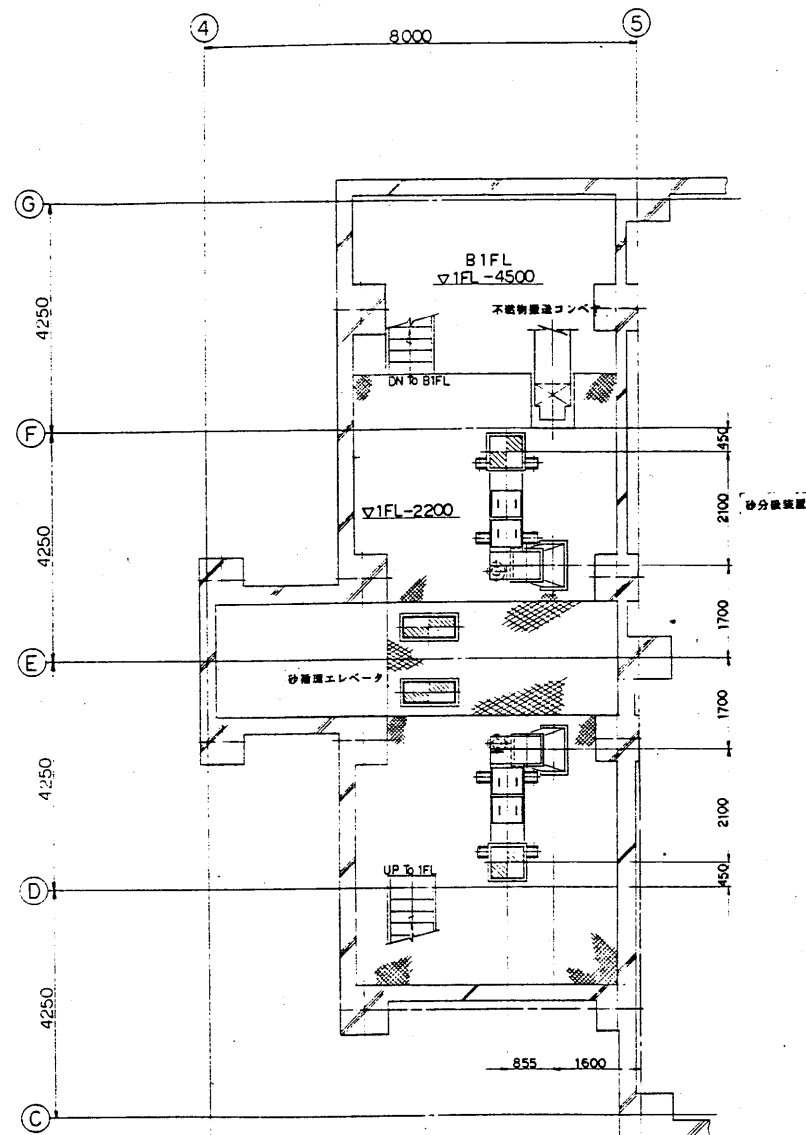 4
5
8000
G
B1FL
▽1FL-4500
不燃物搬送コンベヤ
4250
DN To B1FL
F
450
▽1FL-2200
2100
砂分級装置
4250
1700
E
砂循環エレベータ
1700
4250
2100
UP To 1FL
D
450
4250
855
1600
C